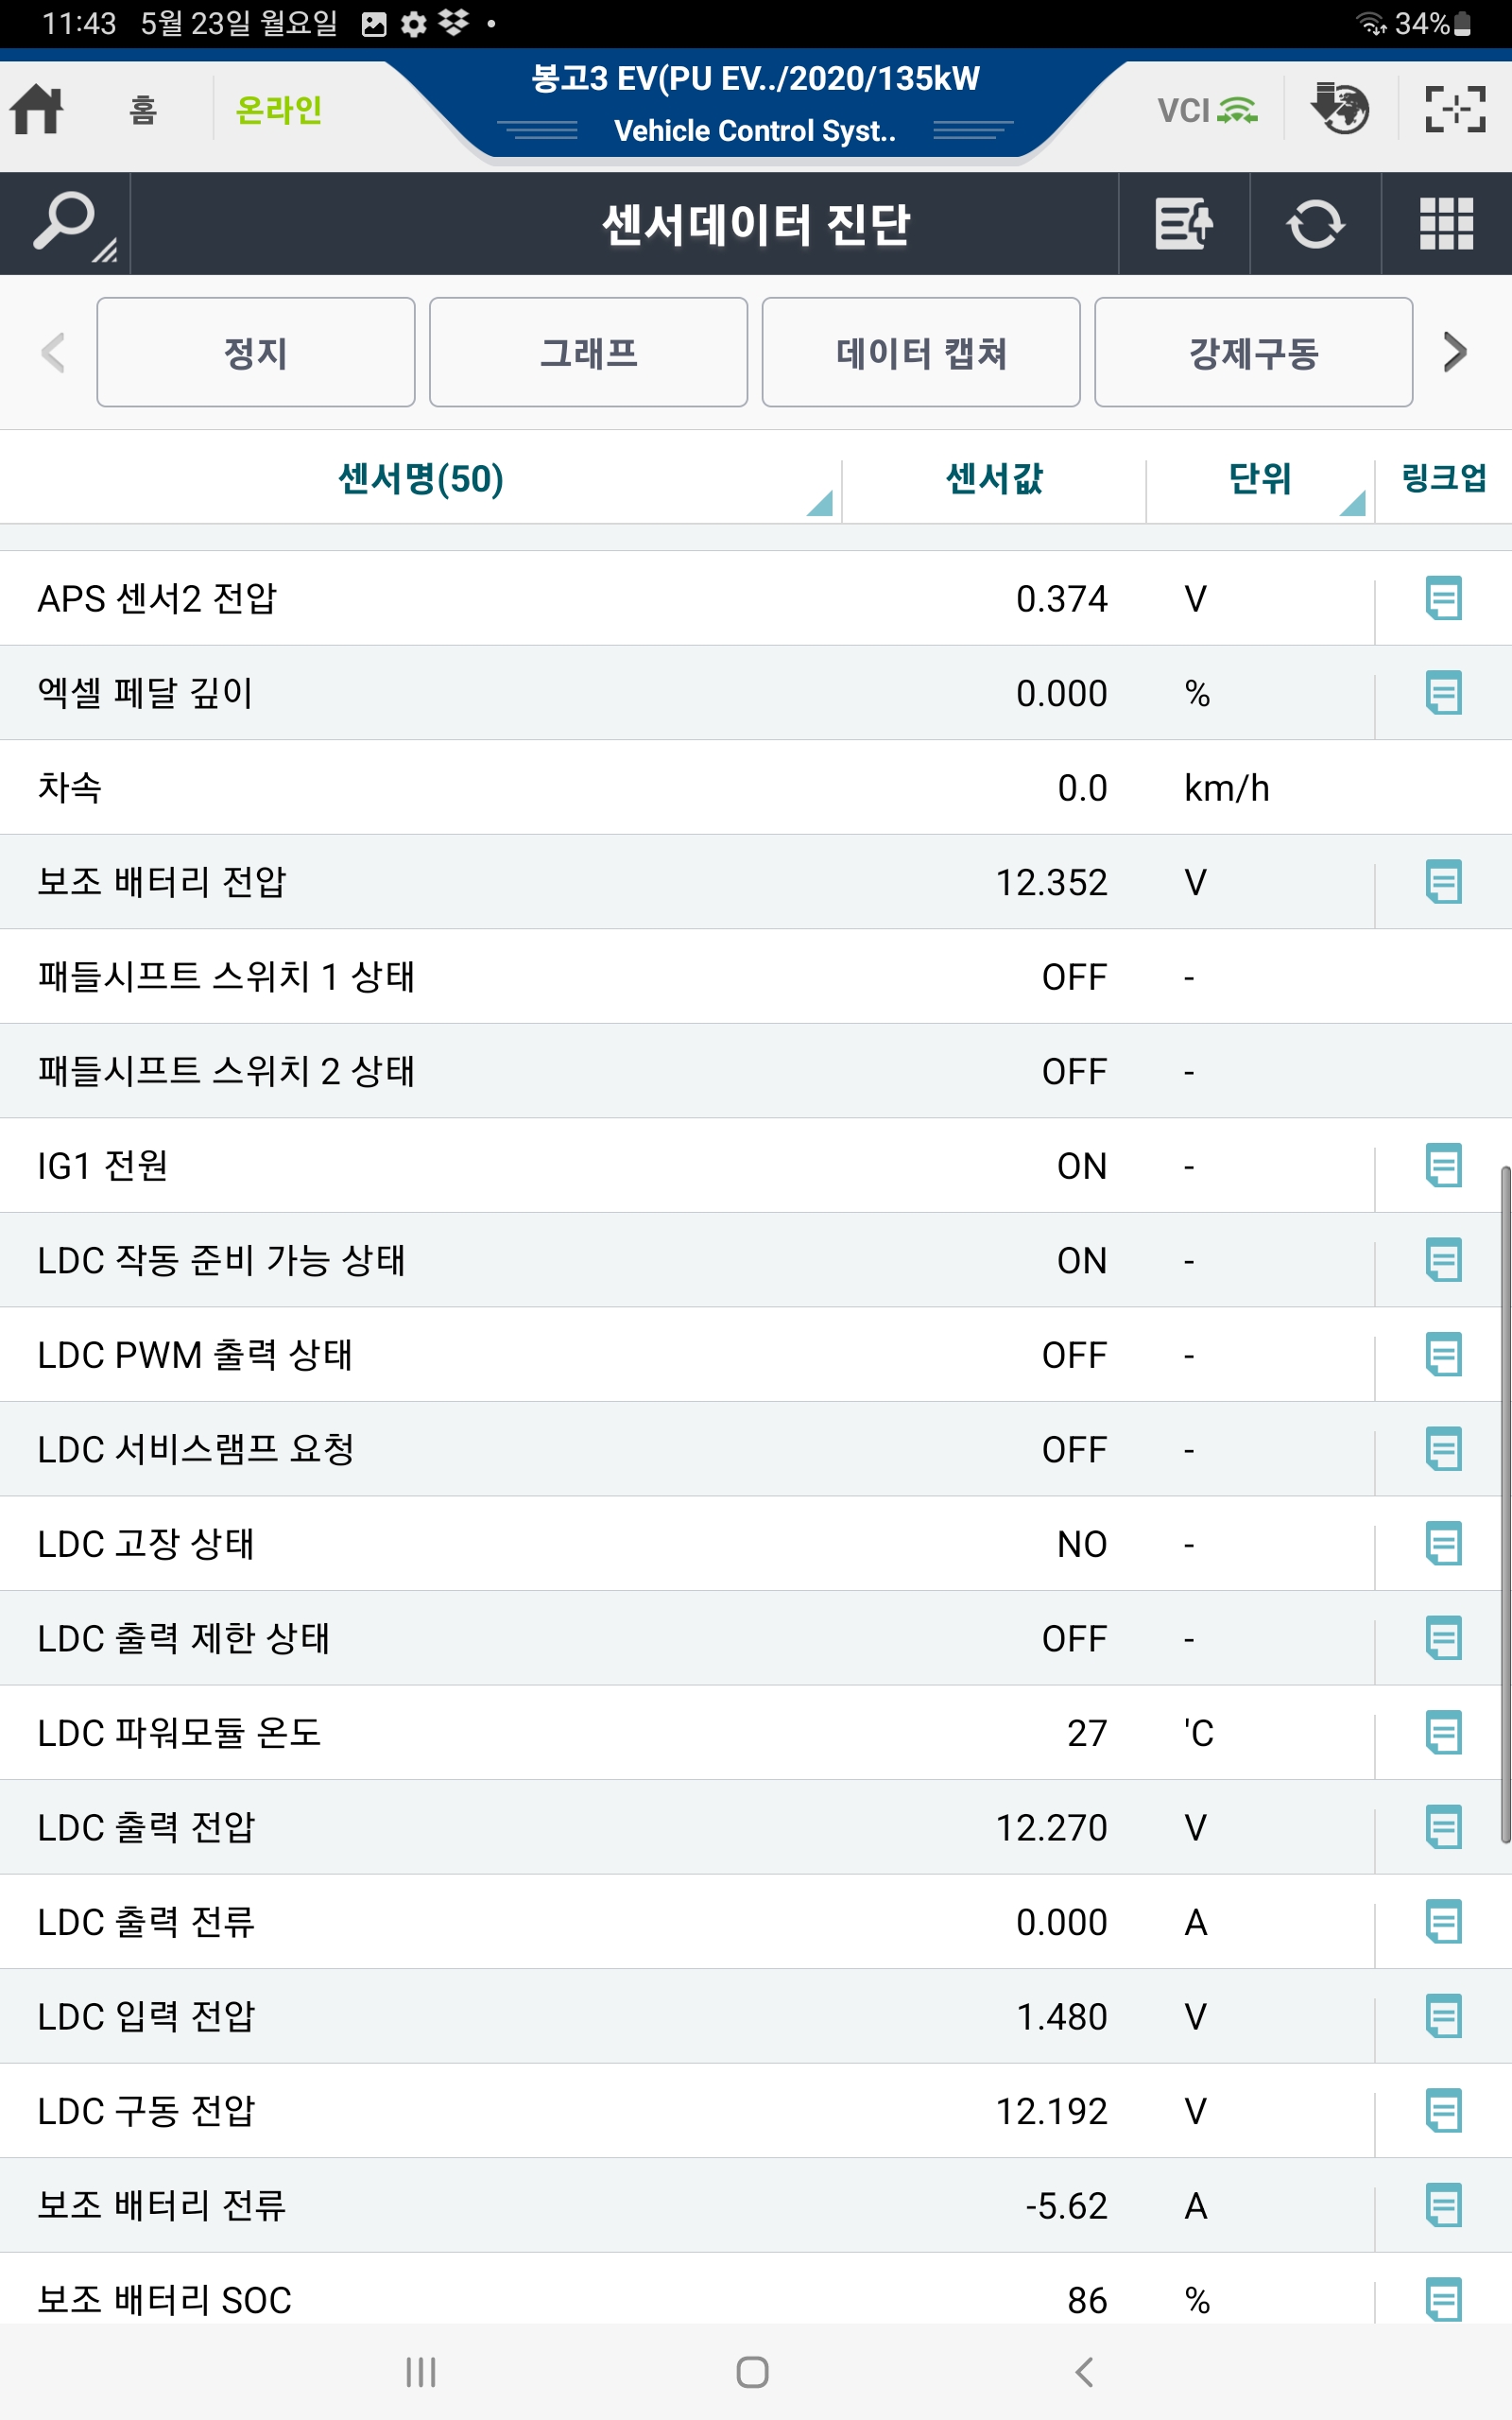 11:43 5월 23일 월요일 34%
봉고3 EV(PU EV../2020/135kW
홈 온라인 VCI
Vehicle Control Syst..
센서데이터 진단
정지 그래프 데이터 캡쳐 강제구동
센서명(50) 센서값 단위 링크업
APS 센서2 전압 0.374 V
엑셀 페달 깊이 0.000 %
차속 0.0 km/h
보조 배터리 전압 12.352 V
패들시프트 스위치 1 상태 OFF -
패들시프트 스위치 2 상태 OFF -
IG1 전원 ON -
LDC 작동 준비 가능 상태 ON -
LDC PWM 출력 상태 OFF -
LDC 서비스램프 요청 OFF -
LDC 고장 상태 NO -
LDC 출력 제한 상태 OFF -
LDC 파워모듈 온도 27 'C
LDC 출력 전압 12.270 V
LDC 출력 전류 0.000 A
LDC 입력 전압 1.480 V
LDC 구동 전압 12.192 V
보조 배터리 전류 -5.62 A
보조 배터리 SOC 86 %